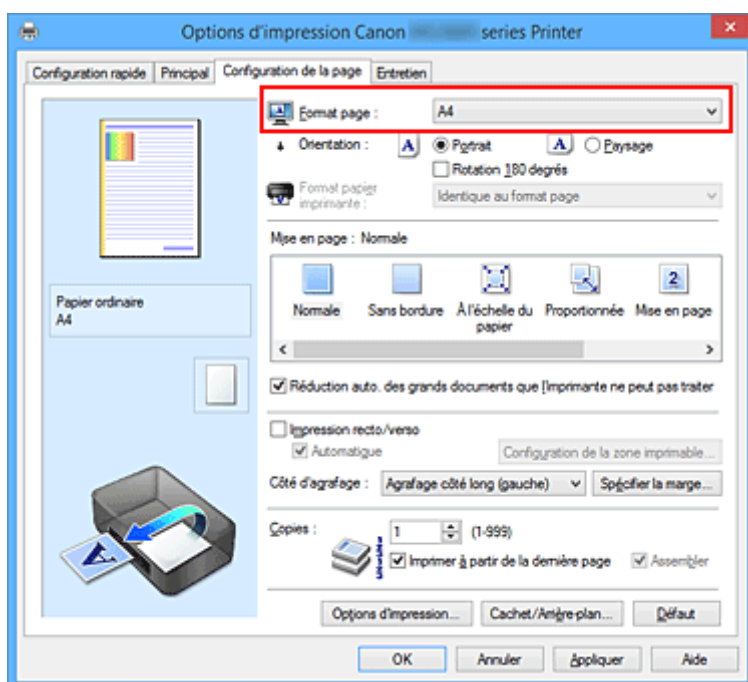 Options d'impression Canon series Printer
Configuration rapide Principal Configuration de la page Entretien
Format page : A4
Orientation : A Portrait A Paysage
Rotation 180 degrés
Format papier imprimante : Identique au format page
Mise en page : Normale
Normale Sans bordure À l'échelle du papier Proportionnée Mise en page
2
Papier ordinaire
A4
Réduction auto. des grands documents que l'imprimante ne peut pas traiter
Impression recto/verso
Automatique Configuration de la zone imprimable...
Côté d'agrafage : Agrafage côté long (gauche) Spécifier la marge...
Copies : 1 (1-999)
Imprimer à partir de la dernière page Assembler
A
Options d'impression... Cachet/Arrière-plan... Défaut
OK Annuler Appliquer Aide